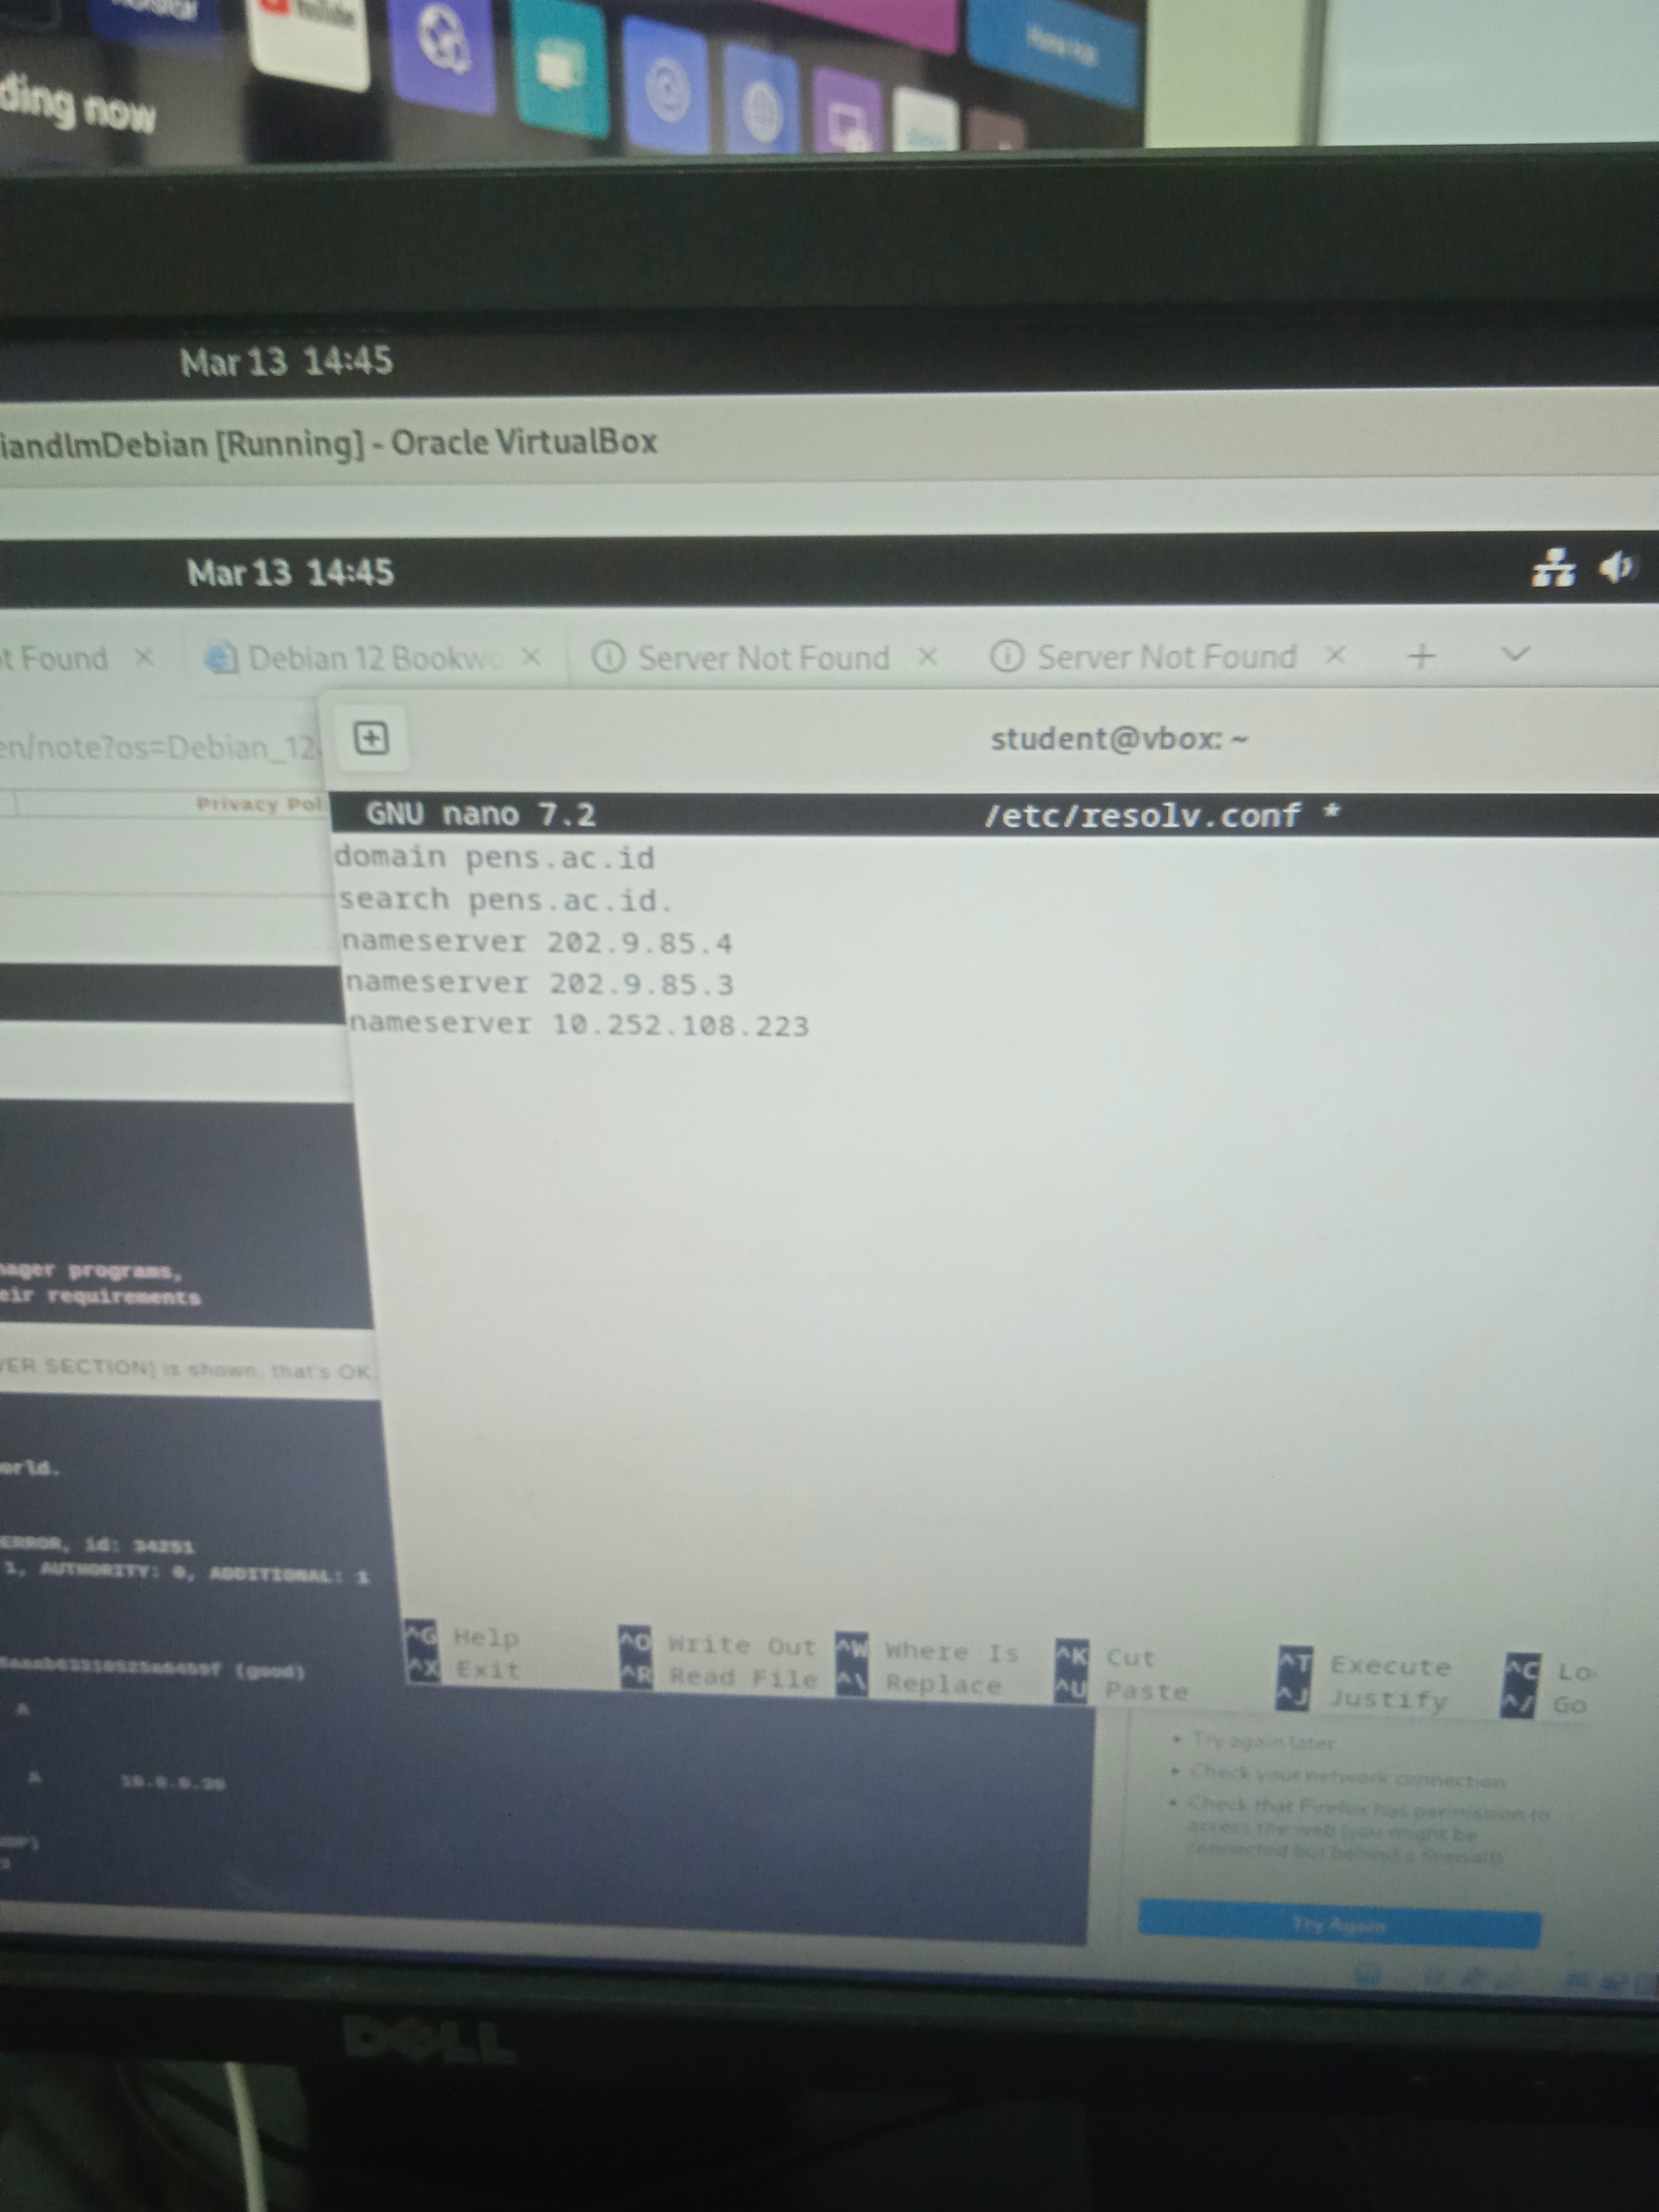 YouTube
ding now
Mar 13 14:45
iandlmDebian [Running] - Oracle VirtualBox
Mar 13 14:45
t Found × Debian 12 Bookwo × Server Not Found × Server Not Found × +
en/note?os=Debian_12
student@vbox: ~
Privacy Pol
GNU nano 7.2 /etc/resolv.conf *
domain pens.ac.id
search pens.ac.id.
nameserver 202.9.85.4
nameserver 202.9.85.3
nameserver 10.252.108.223
nager programs,
eir requirements
VER SECTION] is shown, that's OK.
orld.
ERROR, id: 34251
1, AUTHORITY: 0, ADDITIONAL: 1
(good)
A
A 10.0.0.30
^G Help ^O Write Out ^W Where Is ^K Cut ^T Execute ^C Lo
^X Exit ^R Read File ^\ Replace ^U Paste ^J Justify ^/ Go
Try again later
Check your network connection
Check that Firefox has permission to
access the web (you might be
connected but behind a firewall)
Try Again
DELL